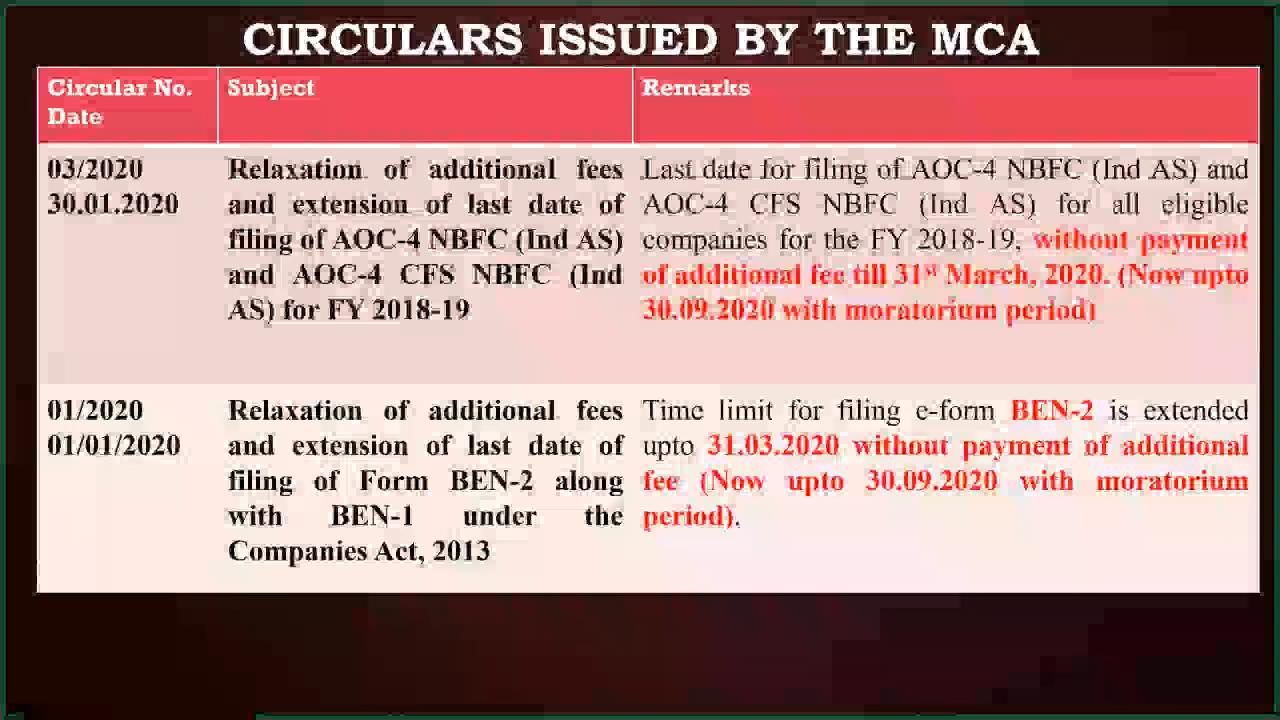 CIRCULARS ISSUED BY THE MCA
Circular No.
Date
Subject
Remarks
03/2020
30.01.2020
Relaxation of additional fees
and extension of last date of
filing of AOC-4 NBFC (Ind AS)
and AOC-4 CFS NBFC (Ind
AS) for FY 2018-19
Last date for filing of AOC-4 NBFC (Ind AS) and
AOC-4 CFS NBFC (Ind AS) for all eligible
companies for the FY 2018-19, without payment
of additional fee till 31st March, 2020. (Now upto
30.09.2020 with moratorium period)
01/2020
01/01/2020
Relaxation of additional fees
and extension of last date of
filing of Form BEN-2 along
with BEN-1 under the
Companies Act, 2013
Time limit for filing e-form BEN-2 is extended
upto 31.03.2020 without payment of additional
fee (Now upto 30.09.2020 with moratorium
period).